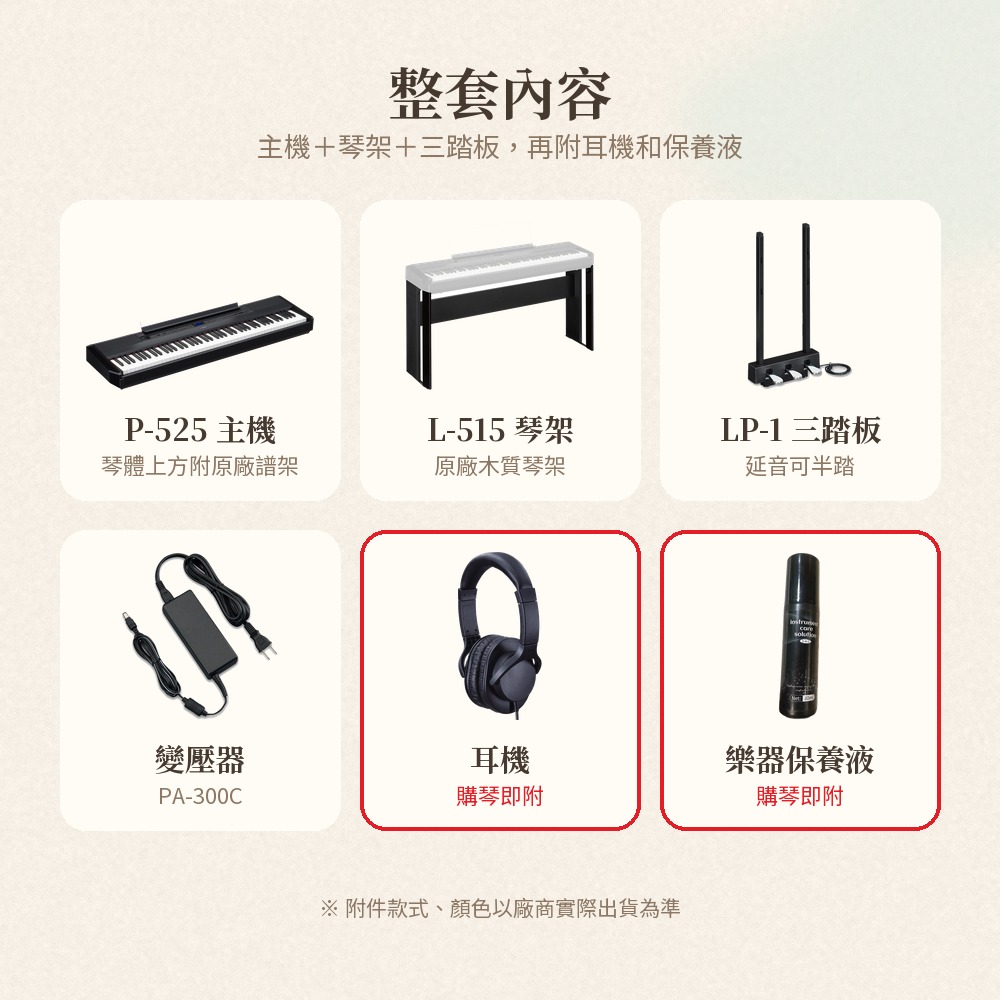 整套內容
主機＋琴架＋三踏板，再附耳機和保養液
P-525 主機
琴體上方附原廠譜架
L-515 琴架
原廠木質琴架
LP-1 三踏板
延音可半踏
變壓器
PA-300C
耳機
購琴即附
instrument
care
solution
樂器保養液
購琴即附
※ 附件款式、顏色以廠商實際出貨為準